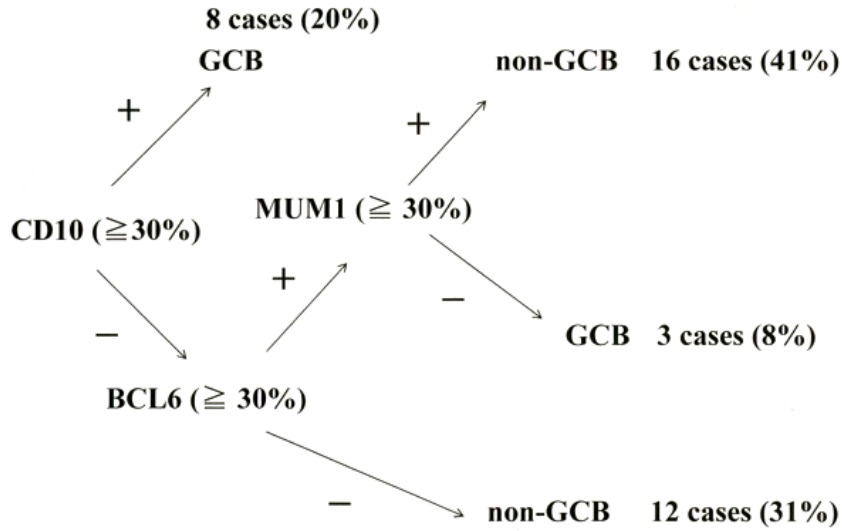 8 cases (20%)
GCB
non-GCB 16 cases (41%)
+
+
MUM1 (≧ 30%)
CD10 (≧30%)
+
−
−
GCB 3 cases (8%)
BCL6 (≧ 30%)
−
non-GCB 12 cases (31%)